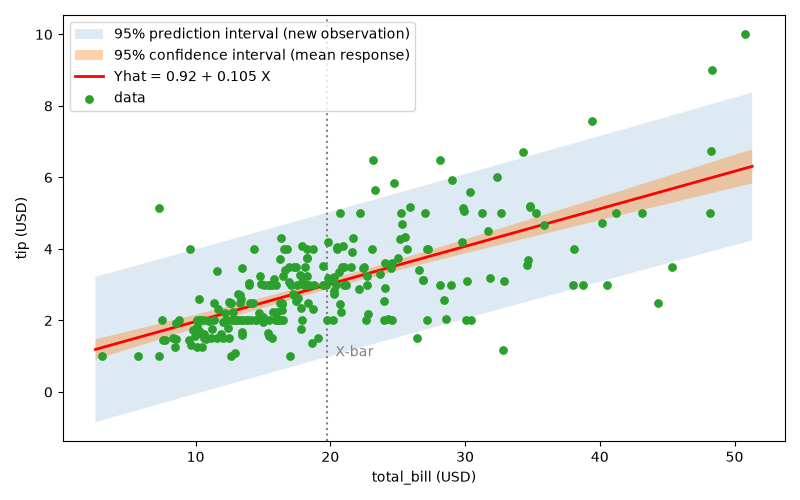 95% prediction interval (new observation)
95% confidence interval (mean response)
Yhat = 0.92 + 0.105 X
data
10
8
6
4
2
0
X-bar
tip (USD)
10
20
30
40
50
total_bill (USD)